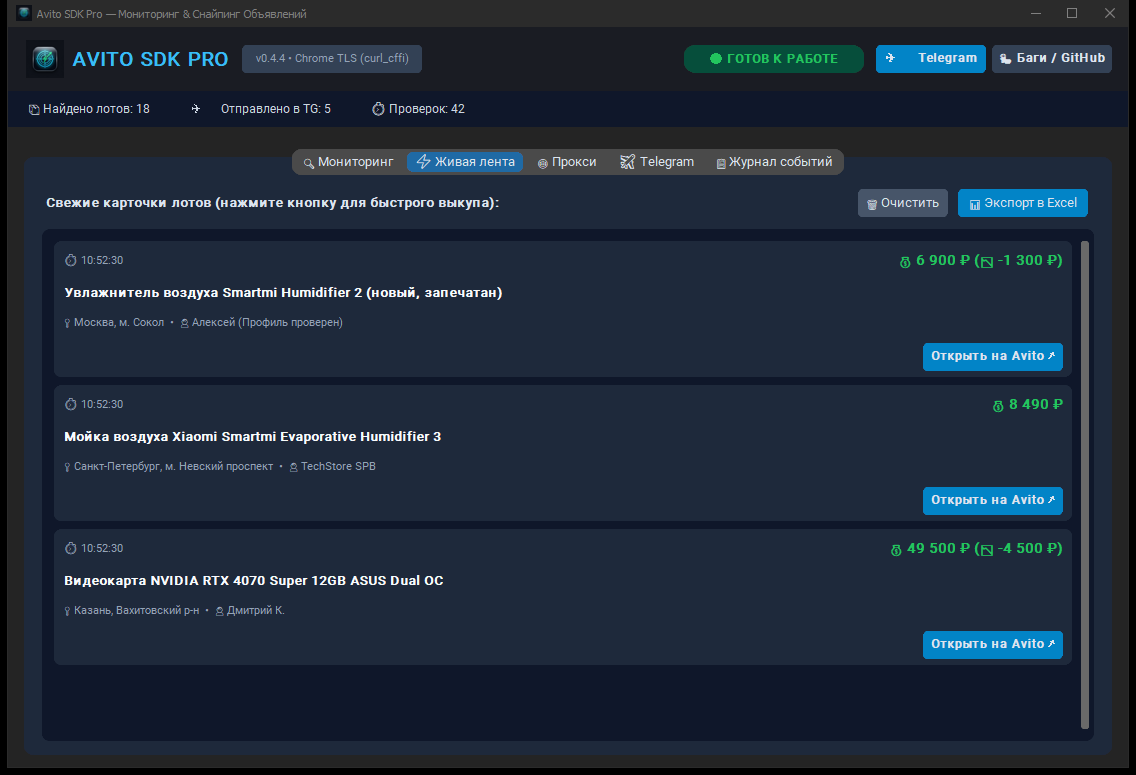 Avito SDK Pro — Мониторинг & Снайпинг Объявлений
AVITO SDK PRO
v0.4.4 • Chrome TLS (curl_cffi)
ГОТОВ К РАБОТЕ
Telegram
Баги / GitHub
Найдено лотов: 18
Отправлено в TG: 5
Проверок: 42
Мониторинг
Живая лента
Прокси
Telegram
Журнал событий
Свежие карточки лотов (нажмите кнопку для быстрого выкупа):
Очистить
Экспорт в Excel
10:52:30
6 900 ₽ (-1 300 ₽)
Увлажнитель воздуха Smartmi Humidifier 2 (новый, запечатан)
Москва, м. Сокол • Алексей (Профиль проверен)
Открыть на Avito
10:52:30
8 490 ₽
Мойка воздуха Xiaomi Smartmi Evaporative Humidifier 3
Санкт-Петербург, м. Невский проспект • TechStore SPB
Открыть на Avito
10:52:30
49 500 ₽ (-4 500 ₽)
Видеокарта NVIDIA RTX 4070 Super 12GB ASUS Dual OC
Казань, Вахитовский р-н • Дмитрий К.
Открыть на Avito